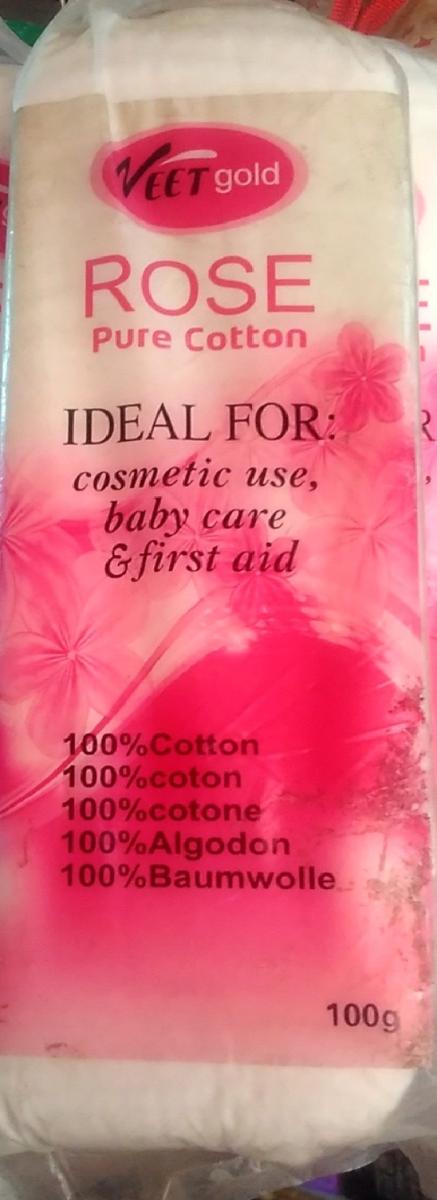 VEET gold
ROSE
Pure Cotton
IDEAL FOR:
cosmetic use,
baby care
& first aid
100%Cotton
100%coton
100%cotone
100%Algodon
100%Baumwolle
100g